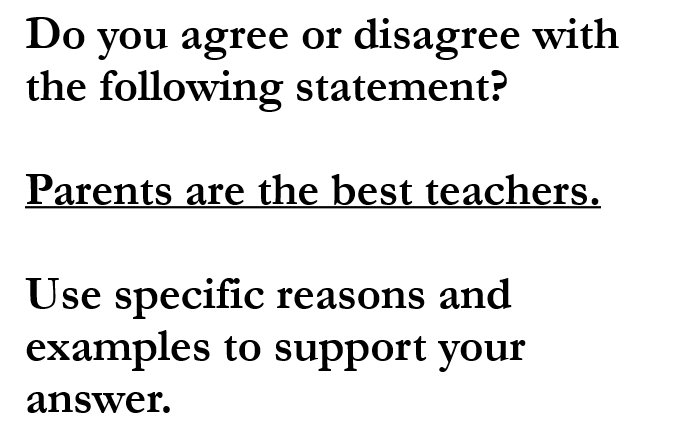 Do you agree or disagree with
the following statement?
Parents are the best teachers.
Use specific reasons and
examples to support your
answer.